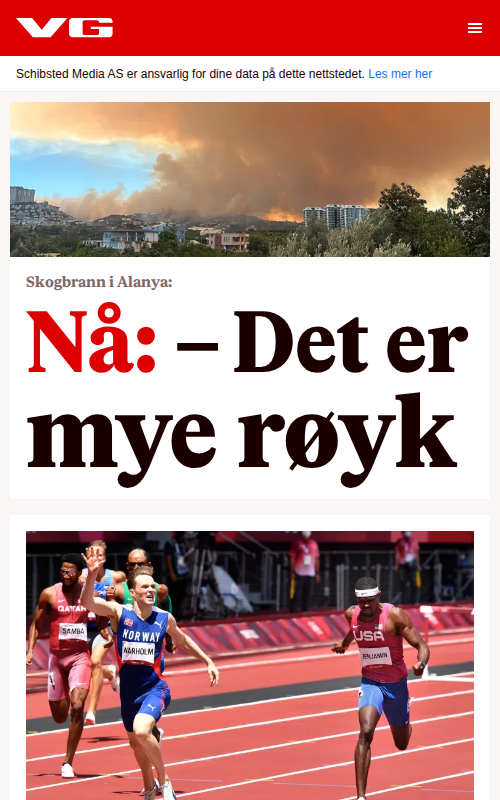 VG
Schibsted Media AS er ansvarlig for dine data på dette nettstedet. Les mer her
Skogbrann i Alanya:
Nå: – Det er
mye røyk
QATAR
SAMBA
NORWAY
WARHOLM
USA
BENJAMIN